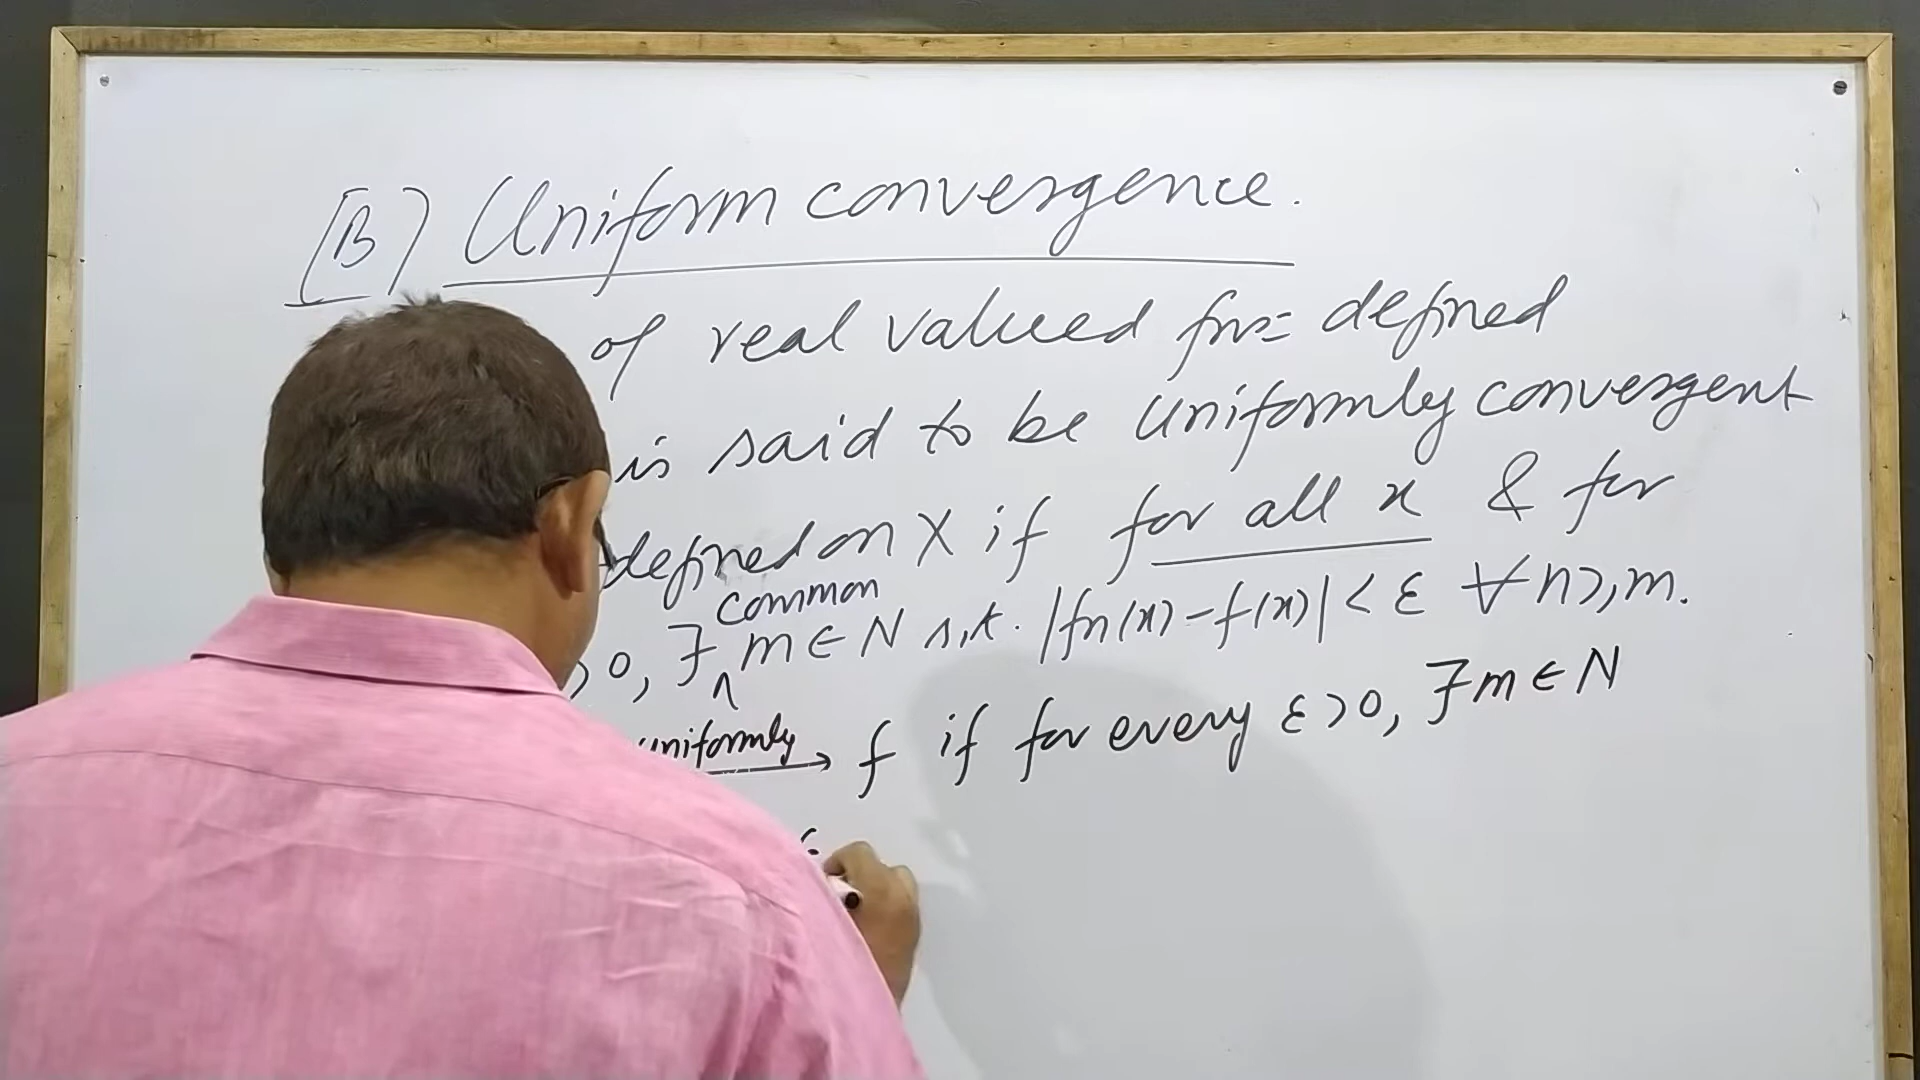 [B] Uniform convergence.
of real valued fns defined
is said to be uniformly convergent
defined on X if for all x & for
common
>0, ∃ m ∈ N s.t. |fn(x) - f(x)| < ε ∀ n ≥ m.
uniformly → f if for every ε > 0, ∃ m ∈ N